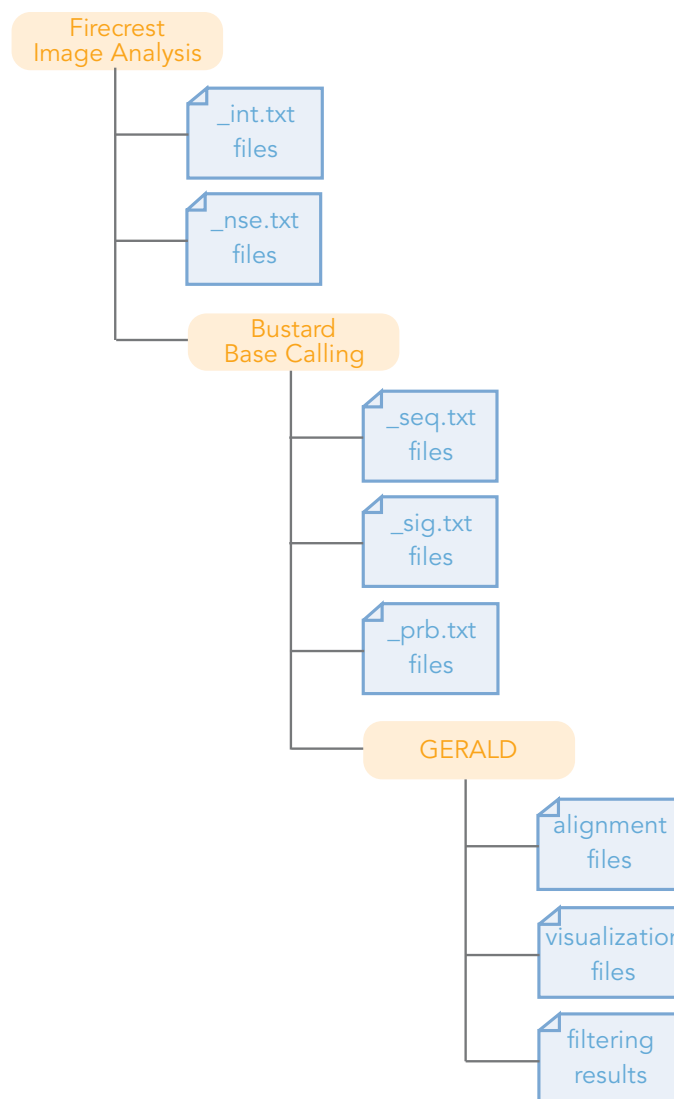 Firecrest
Image Analysis
_int.txt
files
_nse.txt
files
Bustard
Base Calling
_seq.txt
files
_sig.txt
files
_prb.txt
files
GERALD
alignment
files
visualization
files
filtering
results